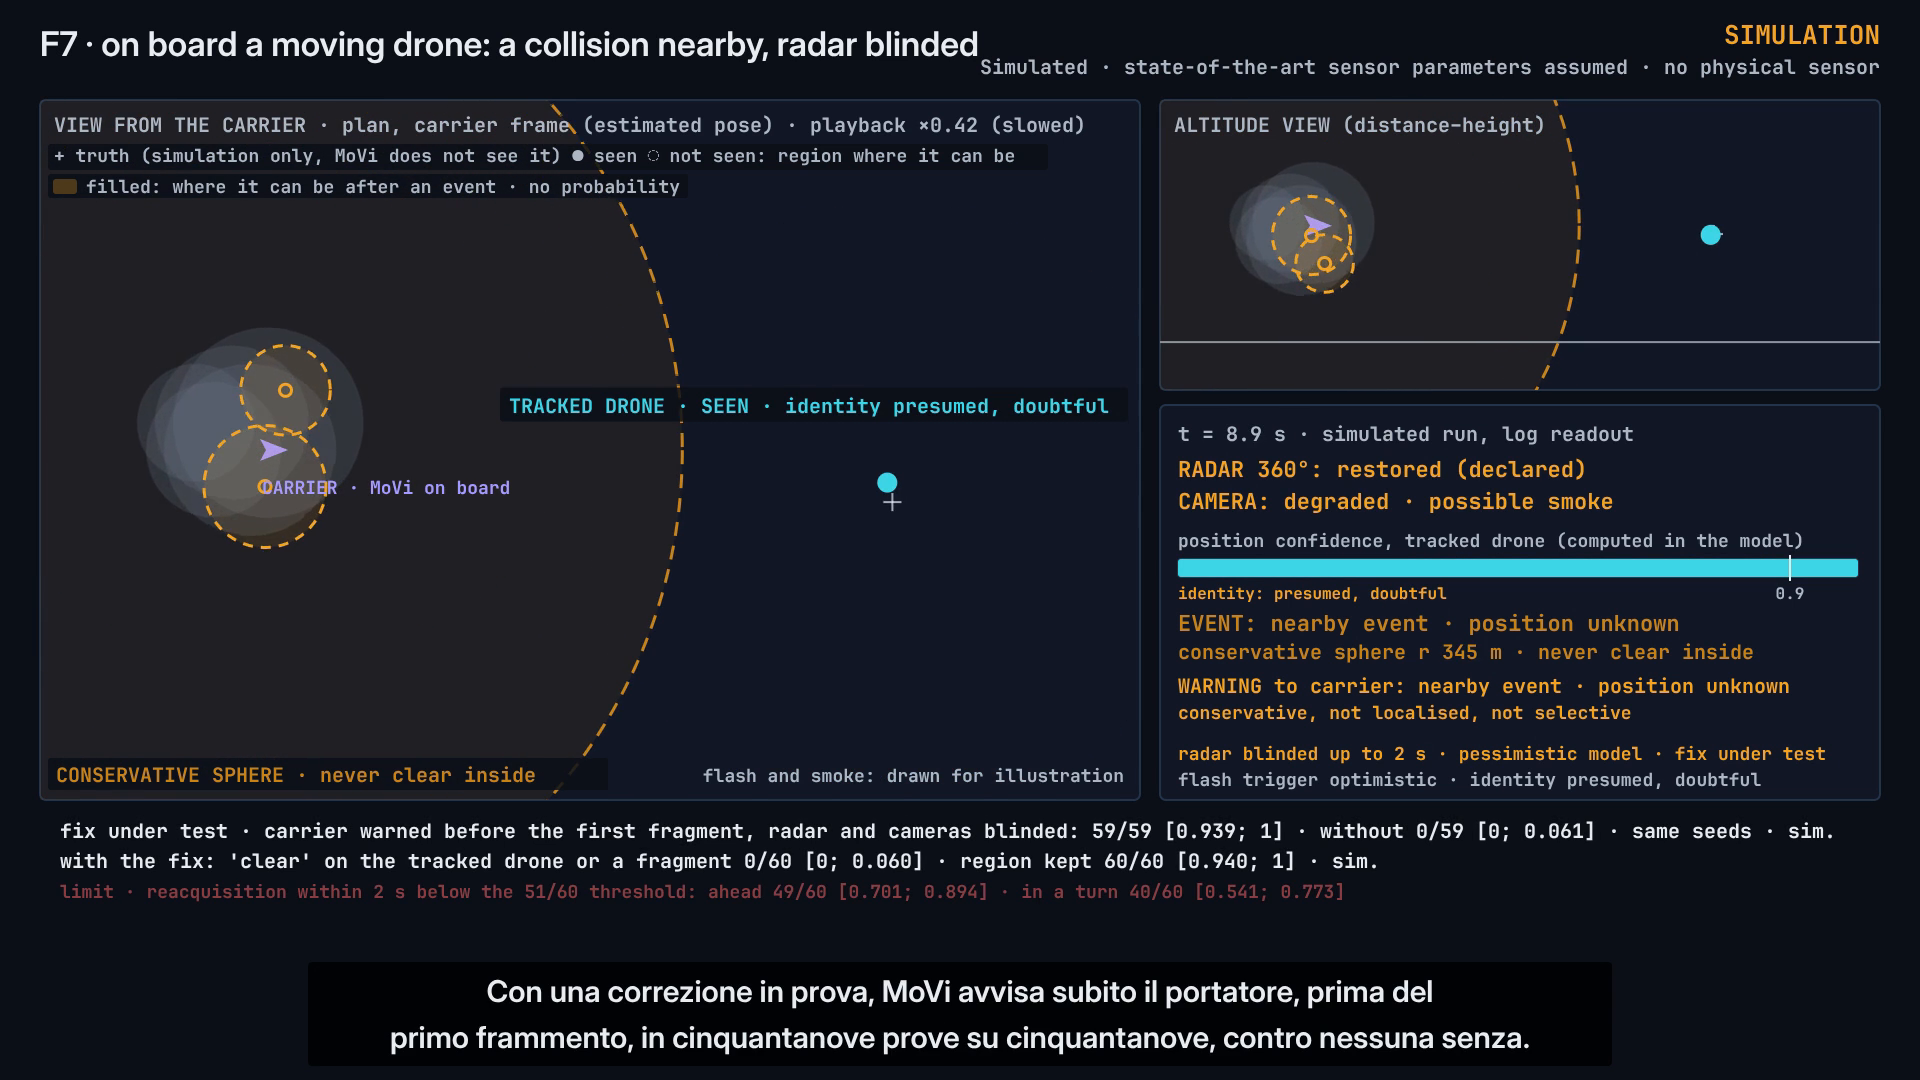 F7 · on board a moving drone: a collision nearby, radar blinded
SIMULATION
Simulated · state-of-the-art sensor parameters assumed · no physical sensor
VIEW FROM THE CARRIER · plan, carrier frame (estimated pose) · playback ×0.42 (slowed)
+ truth (simulation only, MoVi does not see it) ● seen ◌ not seen: region where it can be
filled: where it can be after an event · no probability
TRACKED DRONE · SEEN · identity presumed, doubtful
CARRIER · MoVi on board
CONSERVATIVE SPHERE · never clear inside
flash and smoke: drawn for illustration
ALTITUDE VIEW (distance-height)
t = 8.9 s · simulated run, log readout
RADAR 360°: restored (declared)
CAMERA: degraded · possible smoke
position confidence, tracked drone (computed in the model)
identity: presumed, doubtful
0.9
EVENT: nearby event · position unknown
conservative sphere r 345 m · never clear inside
WARNING to carrier: nearby event · position unknown
conservative, not localised, not selective
radar blinded up to 2 s · pessimistic model · fix under test
flash trigger optimistic · identity presumed, doubtful
fix under test · carrier warned before the first fragment, radar and cameras blinded: 59/59 [0.939; 1] · without 0/59 [0; 0.061] · same seeds · sim.
with the fix: 'clear' on the tracked drone or a fragment 0/60 [0; 0.060] · region kept 60/60 [0.940; 1] · sim.
limit · reacquisition within 2 s below the 51/60 threshold: ahead 49/60 [0.701; 0.894] · in a turn 40/60 [0.541; 0.773]
Con una correzione in prova, MoVi avvisa subito il portatore, prima del
primo frammento, in cinquantanove prove su cinquantanove, contro nessuna senza.